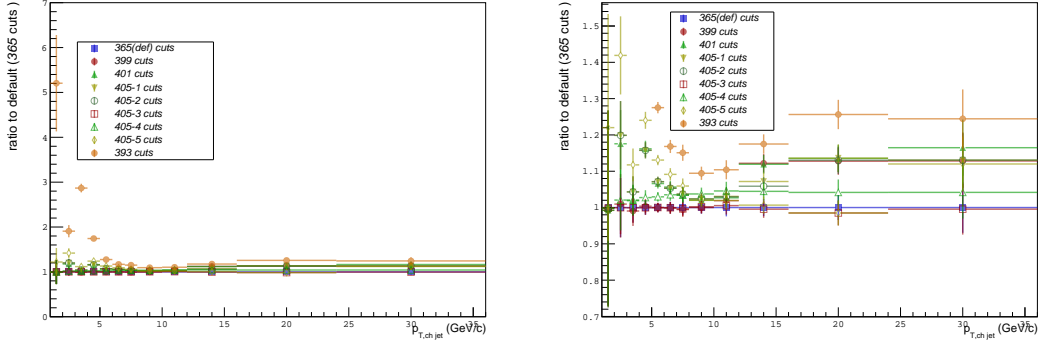 ratio to default (365 cuts)
7
6
5
4
3
2
1
0
365(def) cuts
399 cuts
401 cuts
405-1 cuts
405-2 cuts
405-3 cuts
405-4 cuts
405-5 cuts
393 cuts
5 10 15 20 25 30 35
p_T,ch jet (GeV/c)
ratio to default (365 cuts)
1.5
1.4
1.3
1.2
1.1
1
0.9
0.8
0.7
365(def) cuts
399 cuts
401 cuts
405-1 cuts
405-2 cuts
405-3 cuts
405-4 cuts
405-5 cuts
393 cuts
5 10 15 20 25 30 35
p_T,ch jet (GeV/c)